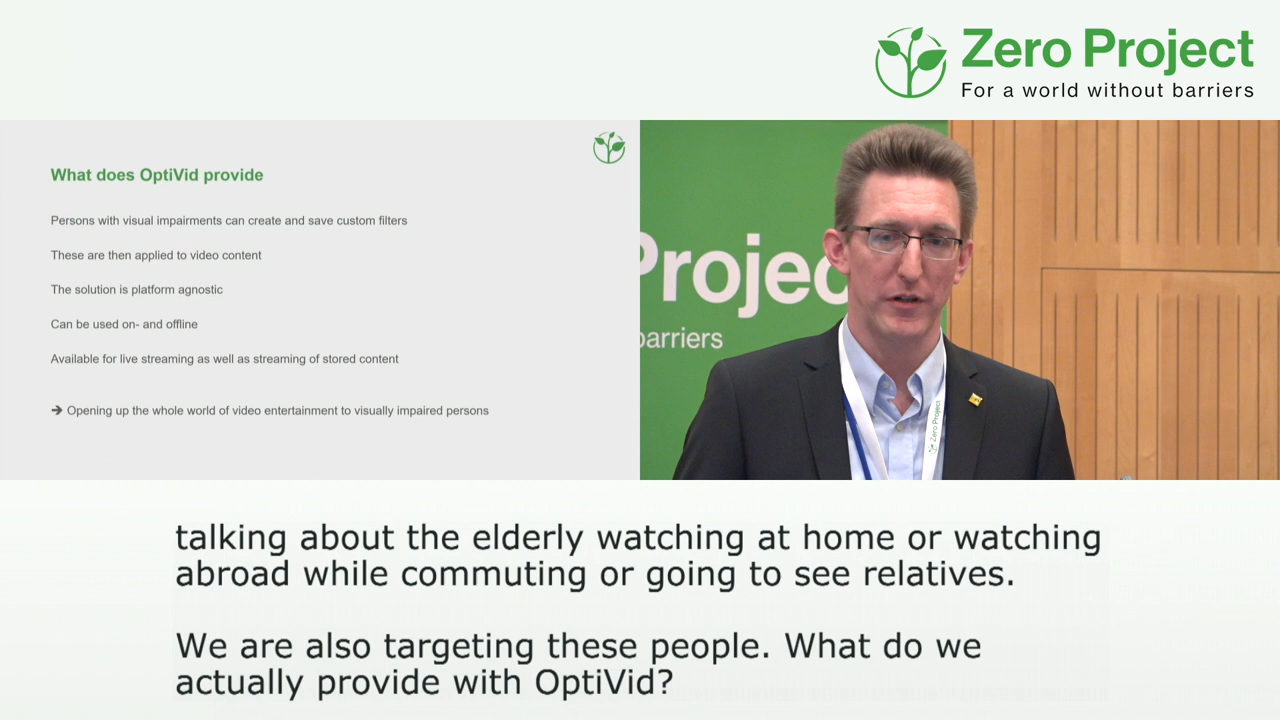 Zero Project
For a world without barriers
What does OptiVid provide
Persons with visual impairments can create and save custom filters
These are then applied to video content
The solution is platform agnostic
Can be used on- and offline
Available for live streaming as well as streaming of stored content
➔ Opening up the whole world of video entertainment to visually impaired persons
Projec
barriers
Zero Project
talking about the elderly watching at home or watching
abroad while commuting or going to see relatives.
We are also targeting these people. What do we
actually provide with OptiVid?